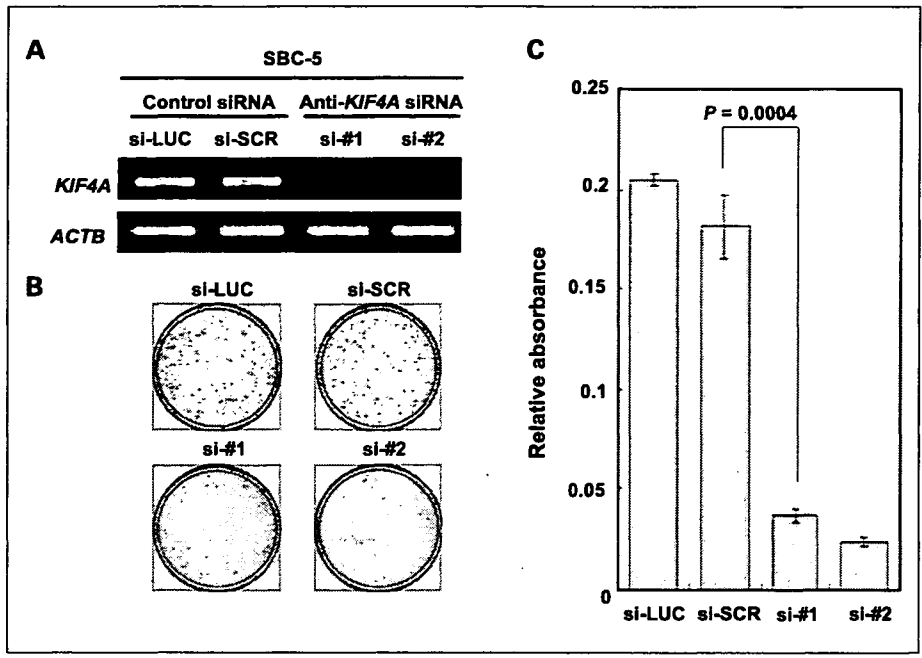 A
SBC-5
Control siRNA Anti-KIF4A siRNA
si-LUC si-SCR si-#1 si-#2
KIF4A
ACTB
B
si-LUC si-SCR
si-#1 si-#2
C
P = 0.0004
Relative absorbance
0.25
0.2
0.15
0.1
0.05
0
si-LUC si-SCR si-#1 si-#2